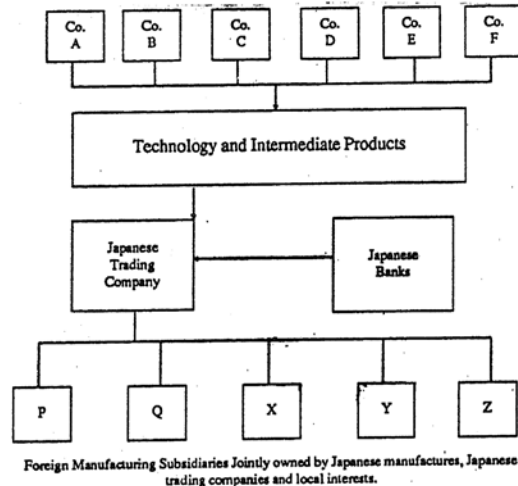 Co.
A
Co.
B
Co.
C
Co.
D
Co.
E
Co.
F
Technology and Intermediate Products
Japanese
Trading
Company
Japanese
Banks
P
Q
X
Y
Z
Foreign Manufacturing Subsidiaries Jointly owned by Japanese manufactures, Japanese
trading companies and local interests.